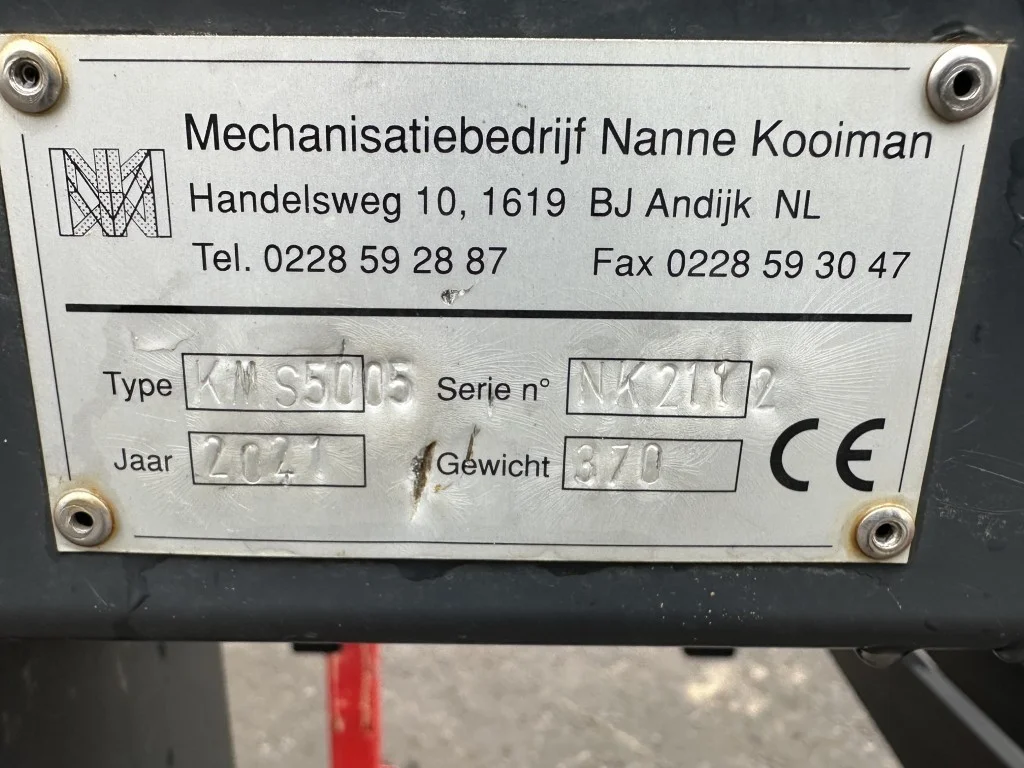 Mechanisatiebedrijf Nanne Kooiman
Handelsweg 10, 1619 BJ Andijk NL
Tel. 0228 59 28 87 Fax 0228 59 30 47
Type KMS5005 Serie n°
Jaar 2021 Gewicht 370 CE